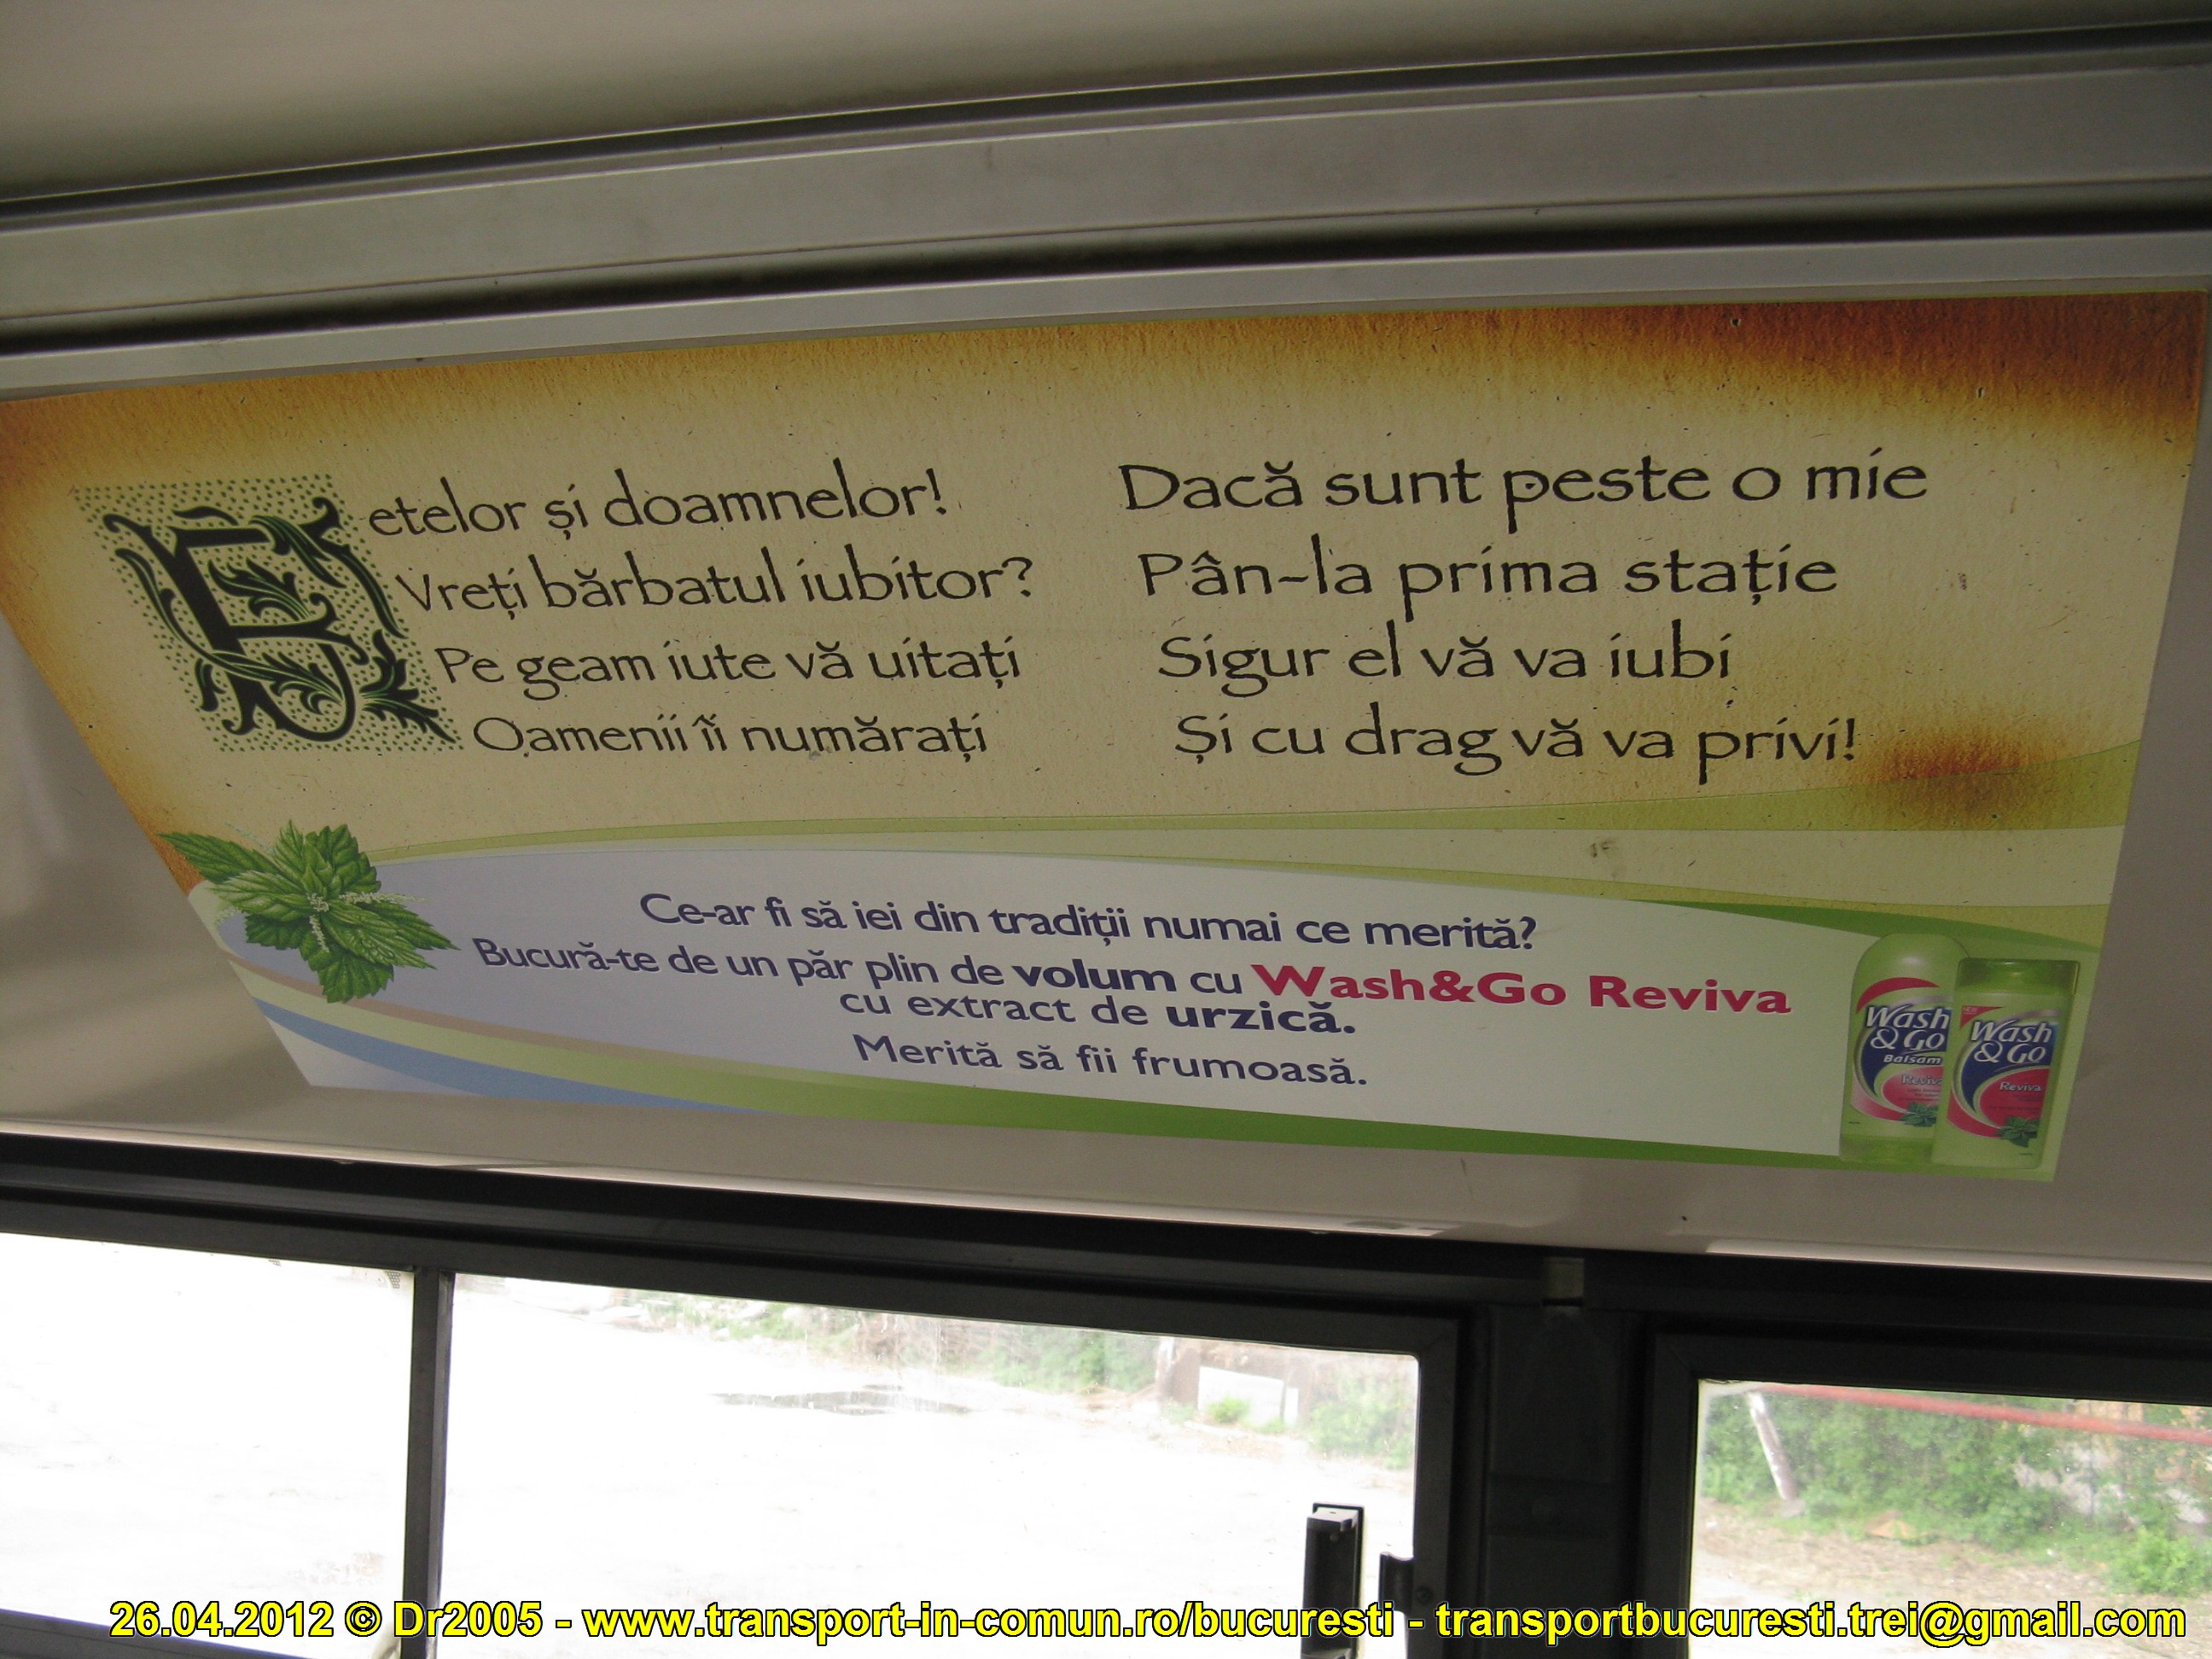 Fetelor și doamnelor!
Vreți bărbatul iubitor?
Pe geam iute vă uitați
Oamenii îi numărați
Dacă sunt peste o mie
Pân-la prima stație
Sigur el vă va iubi
Și cu drag vă va privi!
Ce-ar fi să iei din tradiții numai ce merită?
Bucură-te de un păr plin de volum cu Wash&Go Reviva
cu extract de urzică.
Merită să fii frumoasă.
Wash
&Go
Balsam
Reviva
Wash
&Go
Reviva
26.04.2012 © Dr2005 - www.transport-in-comun.ro/bucuresti - transportbucuresti.trei@gmail.com